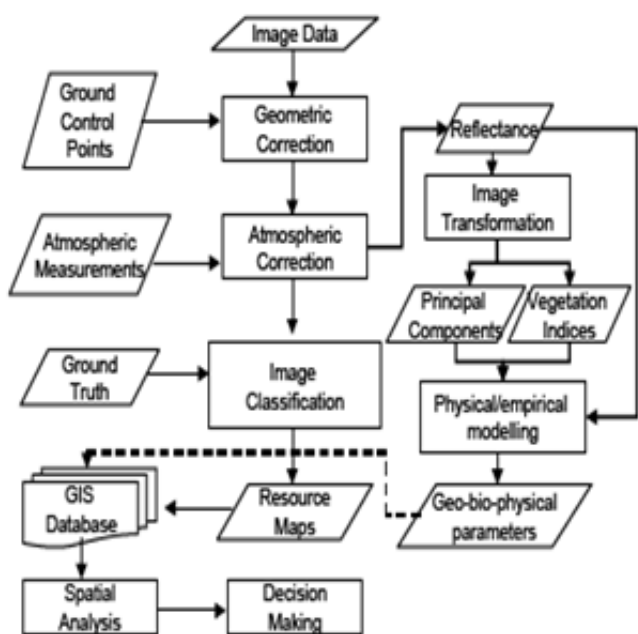 Image Data
Ground
Control
Points
Geometric
Correction
Reflectance
Image
Transformation
Atmospheric
Measurements
Atmospheric
Correction
Principal
Components
Vegetation
Indices
Ground
Truth
Image
Classification
Physical/empirical
modelling
GIS
Database
Resource
Maps
Geo-bio-physical
parameters
Spatial
Analysis
Decision
Making